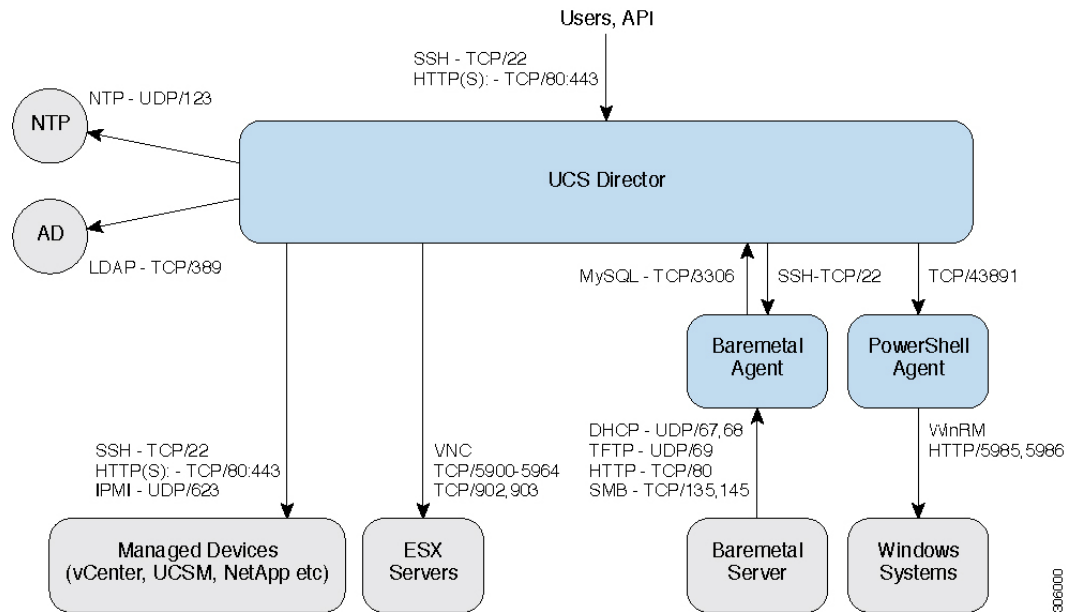 Users, API
SSH - TCP/22
HTTP(S): - TCP/80:443
NTP - UDP/123
NTP
UCS Director
AD
LDAP - TCP/389
MySQL - TCP/3306
SSH-TCP/22
TCP/43891
Baremetal
Agent
PowerShell
Agent
SSH - TCP/22
HTTP(S): - TCP/80:443
IPMI - UDP/623
VNC
TCP/5900-5964
TCP/902,903
DHCP - UDP/67,68
TFTP - UDP/69
HTTP - TCP/80
SMB - TCP/135,145
WinRM
HTTP/5985,5986
Managed Devices
(vCenter, UCSM, NetApp etc)
ESX
Servers
Baremetal
Server
Windows
Systems
306000